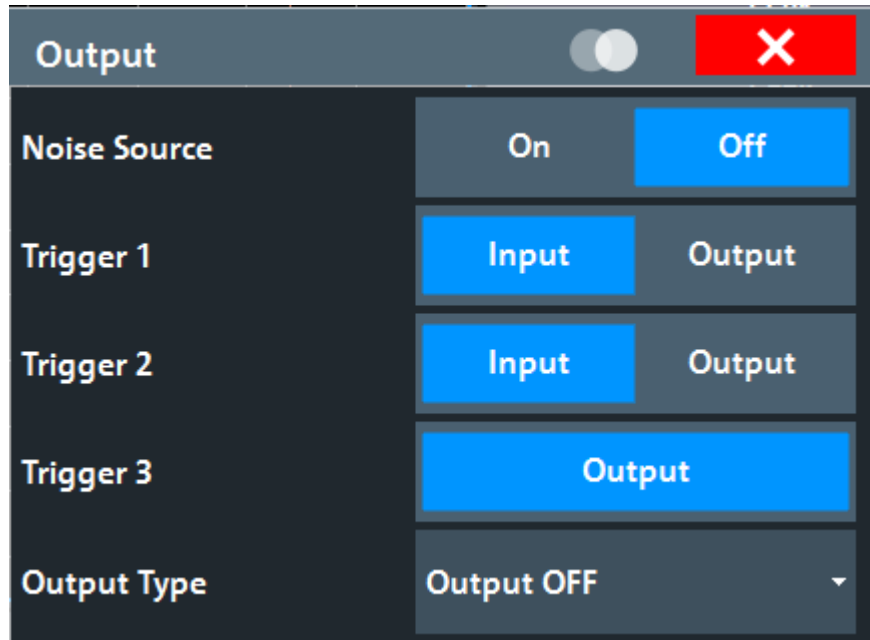 Output
Noise Source On Off
Trigger 1 Input Output
Trigger 2 Input Output
Trigger 3 Output
Output Type Output OFF